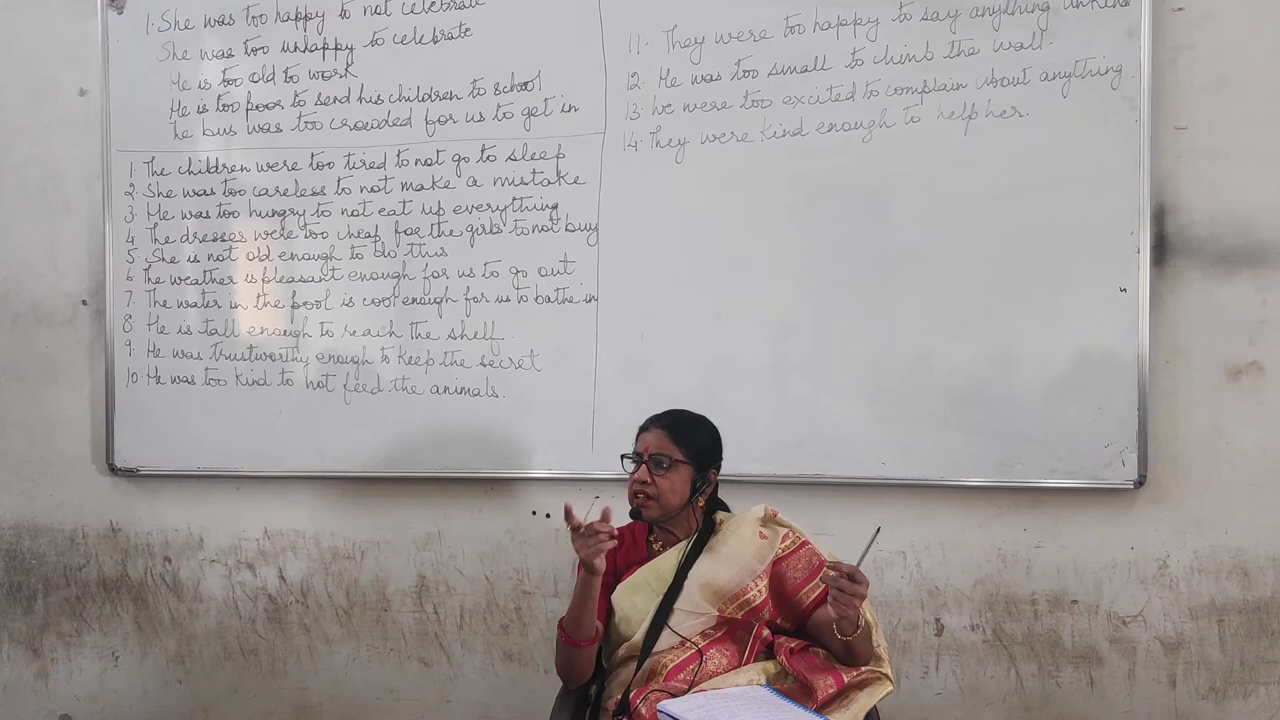 1. She was too happy to not celebrate
She was too unhappy to celebrate
He is too old to work
He is too poor to send his children to school
The bus was too crowded for us to get in
1. The children were too tired to not go to sleep
2. She was too careless to not make a mistake
3. He was too hungry to not eat up everything
4 The dresses were too cheap for the girls to not buy
5. She is not old enough to do this
6 The weather is pleasant enough for us to go out
7. The water in the pool is cool enough for us to bathe in
8 He is tall enough to reach the shelf.
9. He was trustworthy enough to keep the secret
10. He was too kind to not feed the animals.
11. They were too happy to say anything unkind
12. He was too small to climb the wall.
13 We were too excited to complain about anything.
14. They were kind enough to help her.